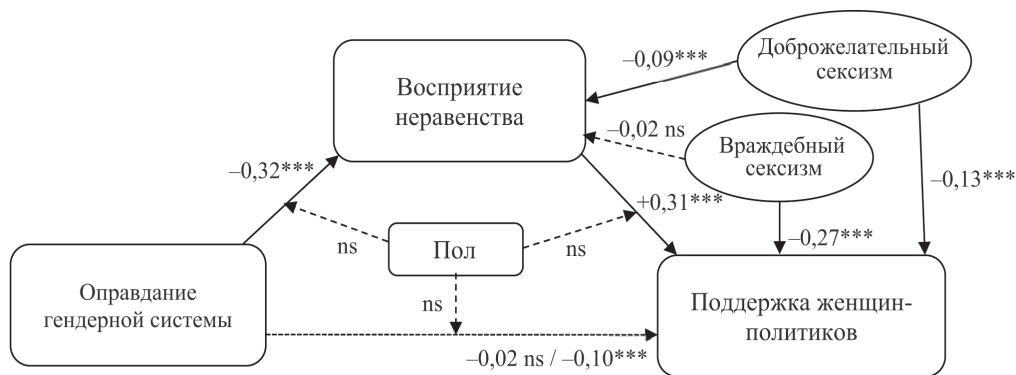 Доброжелательный
сексизм
–0,09***
Восприятие
неравенства
–0,02 ns
Враждебный
сексизм
–0,32***
–0,13***
+0,31***
ns
Пол
ns
–0,27***
Оправдание
гендерной системы
ns
Поддержка женщин-
политиков
–0,02 ns / –0,10***